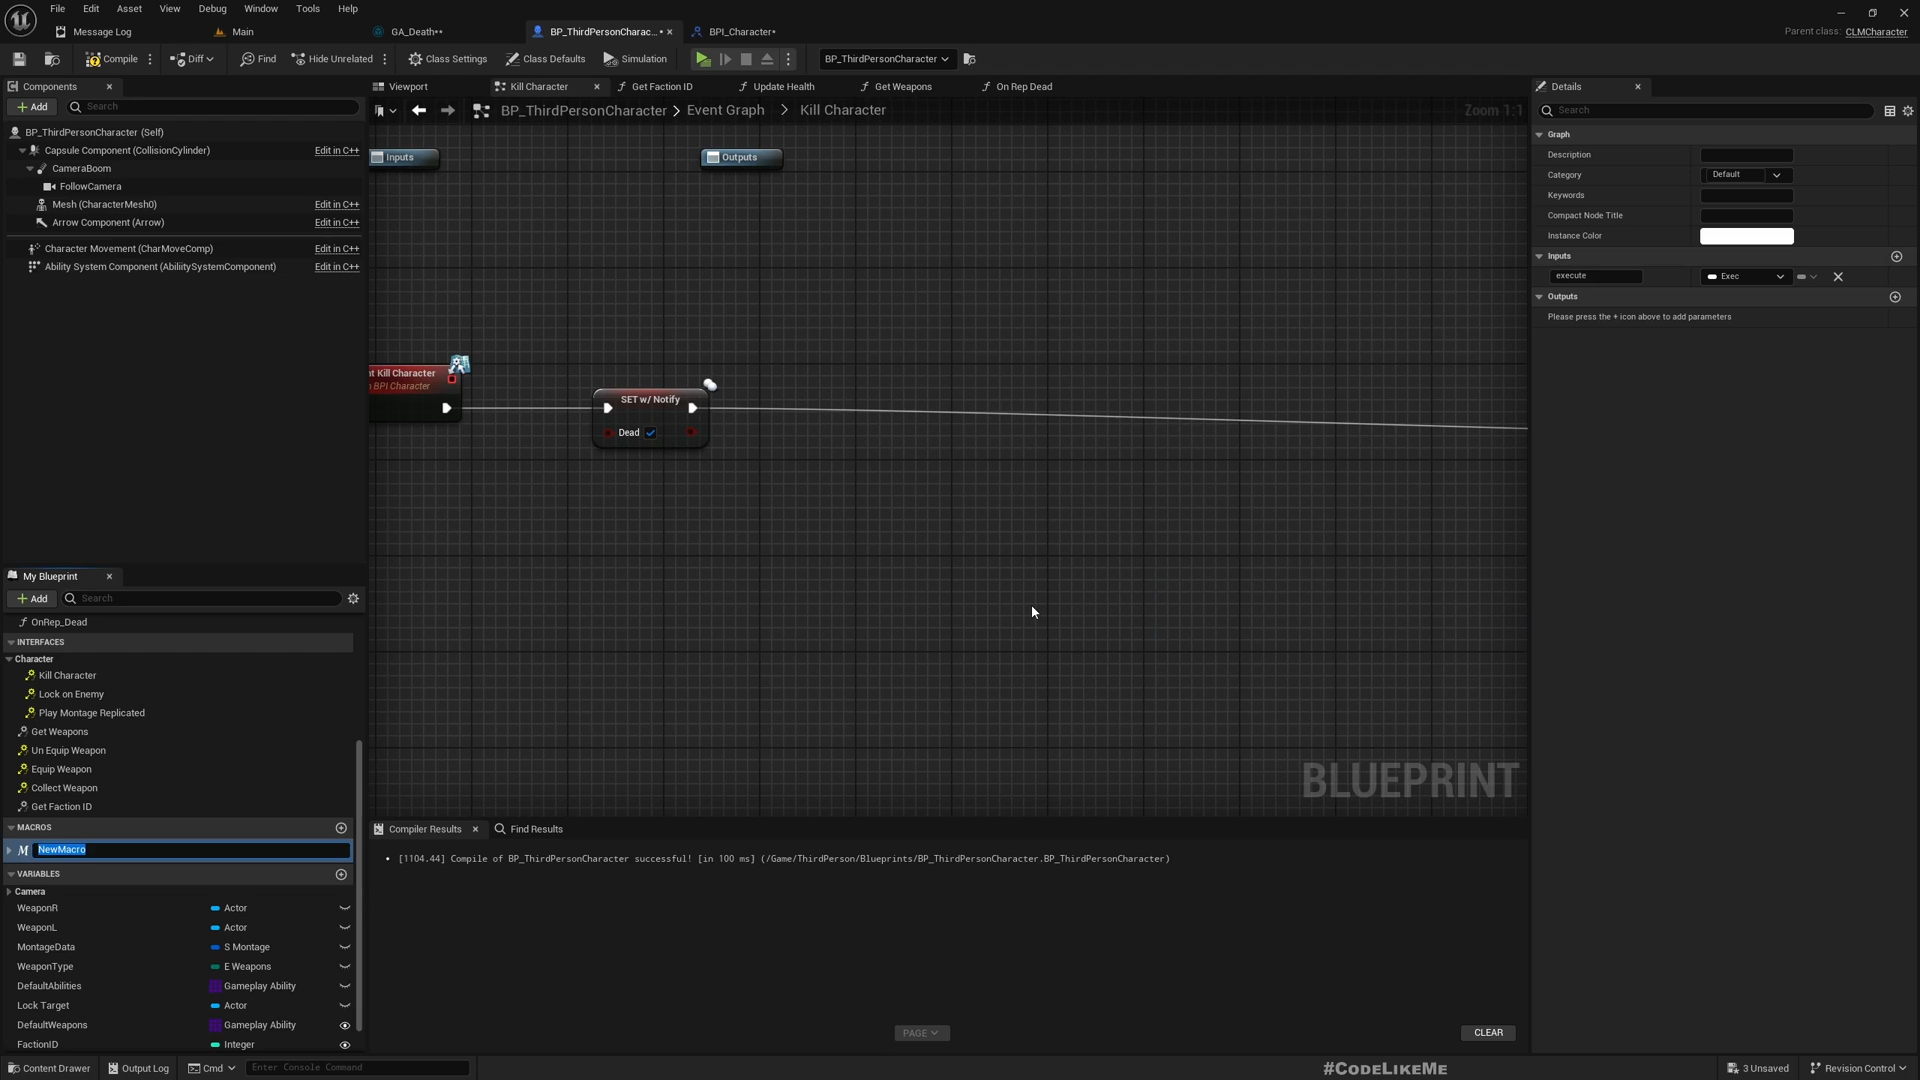 File Edit Asset View Debug Window Tools Help
Message Log Main GA_Death** BP_ThirdPersonCharac... • BPI_Character* Parent class: CLMCharacter
Compile Diff Find Hide Unrelated Class Settings Class Defaults Simulation BP_ThirdPersonCharacter
Components
Add Search
BP_ThirdPersonCharacter (Self)
Capsule Component (CollisionCylinder) Edit in C++
CameraBoom
FollowCamera
Mesh (CharacterMesh0) Edit in C++
Arrow Component (Arrow) Edit in C++
Character Movement (CharMoveComp) Edit in C++
Ability System Component (AbiliitySystemComponent) Edit in C++
Viewport Kill Character Get Faction ID Update Health Get Weapons On Rep Dead
BP_ThirdPersonCharacter > Event Graph > Kill Character Zoom 1:1
Inputs Outputs
nt Kill Character
BPI Character
SET w/ Notify
Dead
BLUEPRINT
Details
Search
Graph
Description
Category Default
Keywords
Compact Node Title
Instance Color
Inputs
execute Exec
Outputs
Please press the + icon above to add parameters
My Blueprint
Add Search
OnRep_Dead
INTERFACES
Character
Kill Character
Lock on Enemy
Play Montage Replicated
Get Weapons
Un Equip Weapon
Equip Weapon
Collect Weapon
Get Faction ID
MACROS
NewMacro
VARIABLES
Camera
WeaponR Actor
WeaponL Actor
MontageData S Montage
WeaponType E Weapons
DefaultAbilities Gameplay Ability
Lock Target Actor
DefaultWeapons Gameplay Ability
FactionID Integer
Compiler Results Find Results
• [1104.44] Compile of BP_ThirdPersonCharacter successful! [in 100 ms] (/Game/ThirdPerson/Blueprints/BP_ThirdPersonCharacter.BP_ThirdPersonCharacter)
PAGE CLEAR
Content Drawer Output Log Cmd Enter Console Command #CODELIKEME 3 Unsaved Revision Control